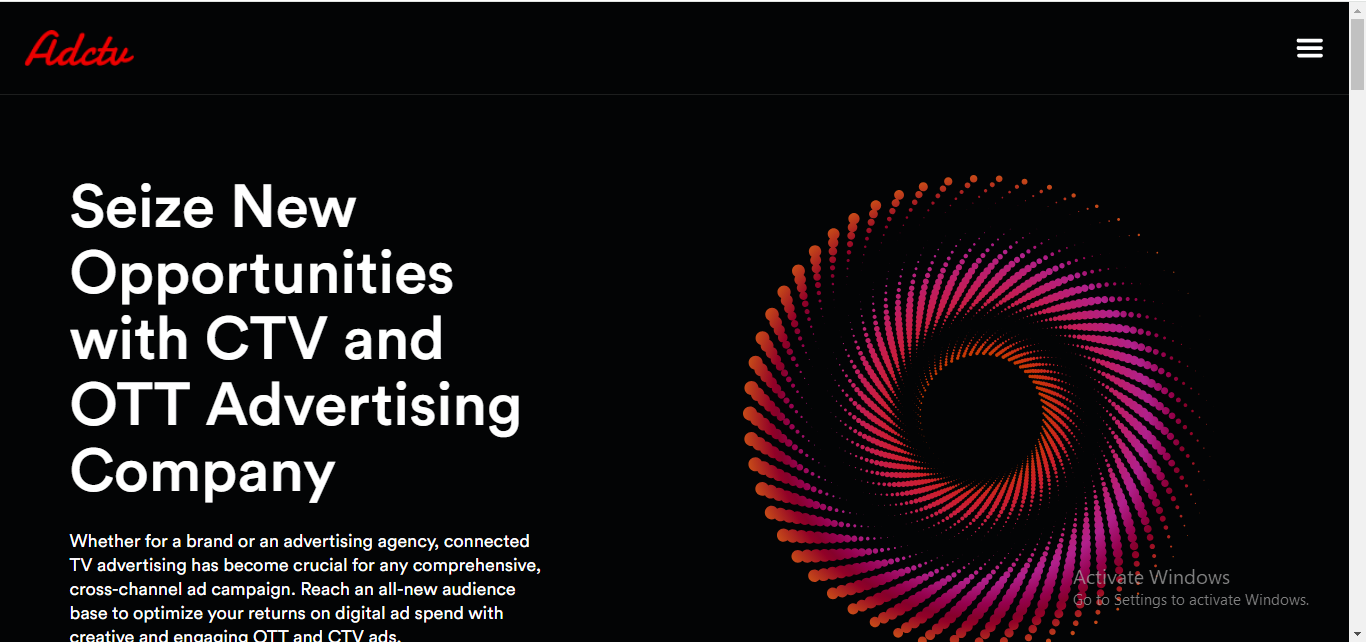 Adctv
Seize New
Opportunities
with CTV and
OTT Advertising
Company
Whether for a brand or an advertising agency, connected
TV advertising has become crucial for any comprehensive,
cross-channel ad campaign. Reach an all-new audience
base to optimize your returns on digital ad spend with
creative and engaging OTT and CTV ads.
Activate Windows
Go to Settings to activate Windows.